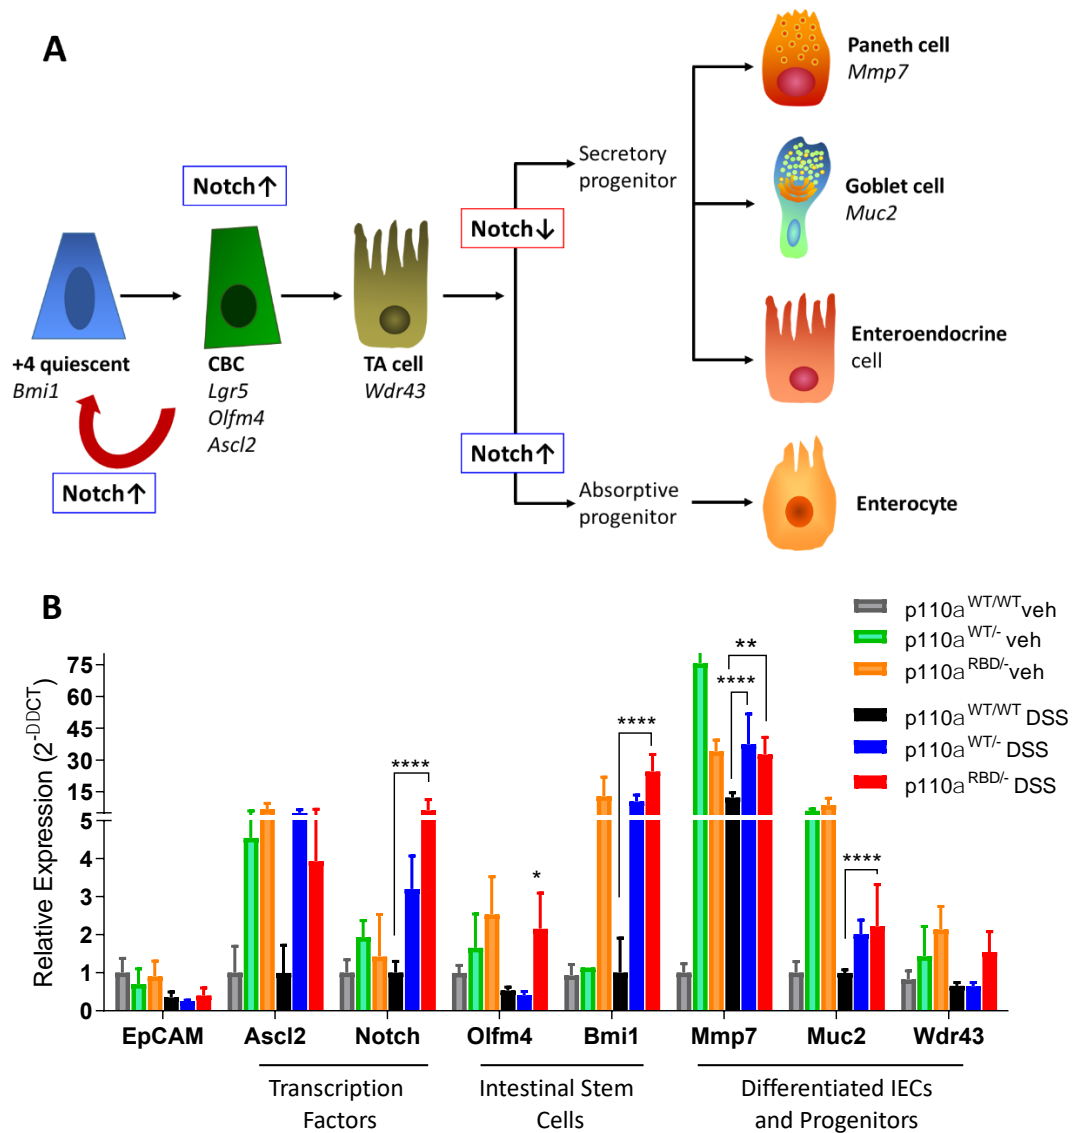 A
Paneth cell
Mmp7
Secretory
progenitor
Notch↑
Goblet cell
Muc2
Notch↓
+4 quiescent
Bmi1
CBC
Lgr5
Olfm4
Ascl2
TA cell
Wdr43
Enteroendocrine
cell
Notch↑
Notch↑
Absorptive
progenitor
Enterocyte
B
p110a WT/WT veh
p110a WT/- veh
p110a RBD/- veh
p110a WT/WT DSS
p110a WT/- DSS
p110a RBD/- DSS
Relative Expression (2-DDCT)
75
60
45
30
15
5
4
3
2
1
0
****
*
****
**
****
****
EpCAM Ascl2 Notch Olfm4 Bmi1 Mmp7 Muc2 Wdr43
Transcription
Factors
Intestinal Stem
Cells
Differentiated IECs
and Progenitors